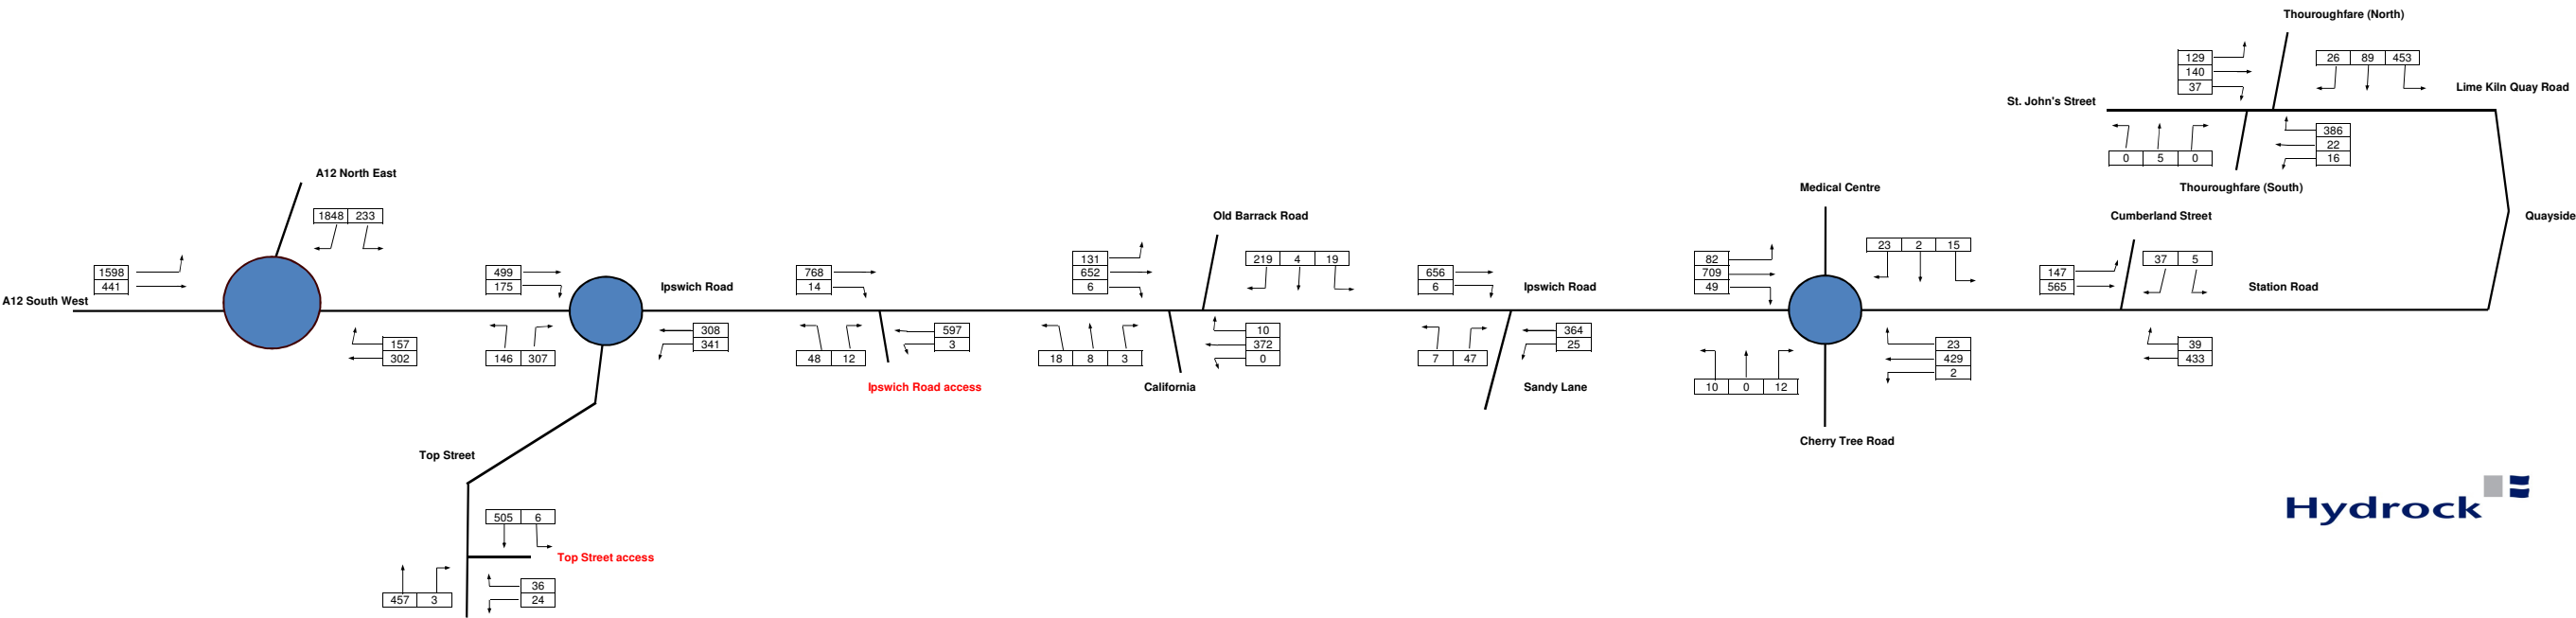 Thouroughfare (North)
129
140
37
26 89 453
Lime Kiln Quay Road
St. John's Street
0 5 0
386
22
16
Thouroughfare (South)
A12 North East
1848 233
1598
441
A12 South West
157
302
499
175
146 307
Ipswich Road
308
341
768
14
48 12
597
3
Ipswich Road access
Old Barrack Road
131
652
6
219 4 19
18 8 3
10
372
0
California
656
6
Ipswich Road
7 47
364
25
Sandy Lane
Medical Centre
82
709
49
23 2 15
10 0 12
23
429
2
Cherry Tree Road
Cumberland Street
147
565
37 5
Station Road
39
433
Quayside
Top Street
505 6
Top Street access
457 3
36
24
Hydrock